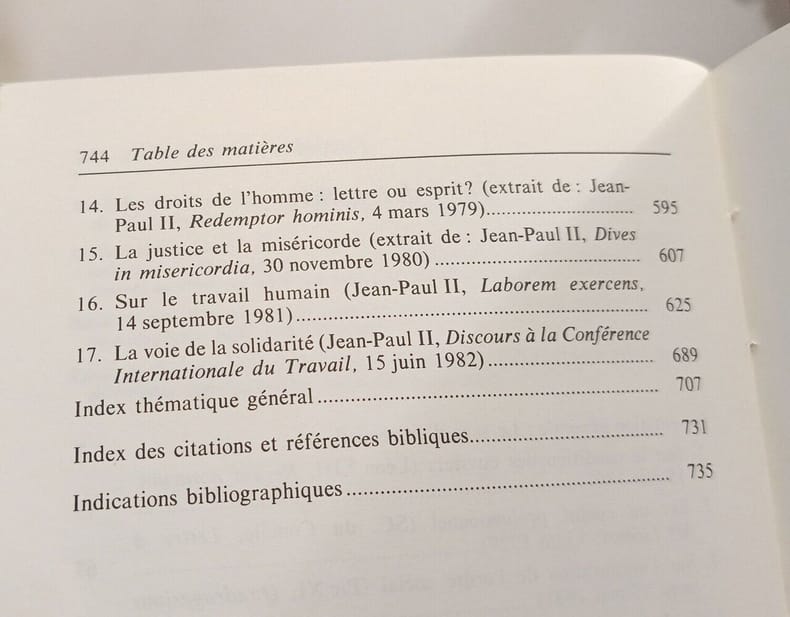 744 Table des matières
14. Les droits de l'homme : lettre ou esprit? (extrait de : Jean-
Paul II, Redemptor hominis, 4 mars 1979)................................ 595
15. La justice et la miséricorde (extrait de : Jean-Paul II, Dives
in misericordia, 30 novembre 1980) ................................ 607
16. Sur le travail humain (Jean-Paul II, Laborem exercens,
14 septembre 1981)................................ 625
17. La voie de la solidarité (Jean-Paul II, Discours à la Conférence
Internationale du Travail, 15 juin 1982) ................................ 689
Index thématique général ................................ 707
Index des citations et références bibliques................................ 731
Indications bibliographiques ................................ 735